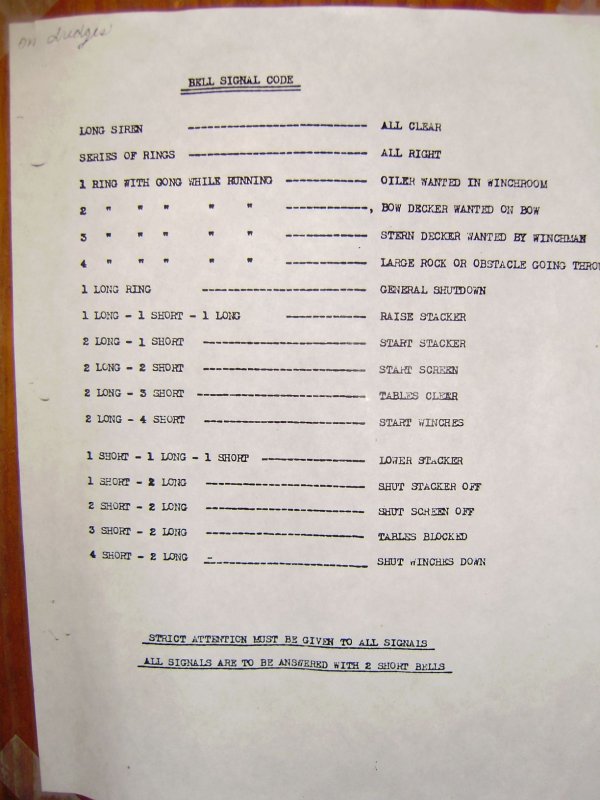 on dredges
BELL SIGNAL CODE
LONG SIREN ---------------------------- ALL CLEAR
SERIES OF RINGS ---------------------------- ALL RIGHT
1 RING WITH GONG WHILE RUNNING ------------- OILER WANTED IN WINCHROOM
2 " " " " " -------------, BOW DECKER WANTED ON BOW
3 " " " " " ------------- STERN DECKER WANTED BY WINCHMAN
4 " " " " " ------------- LARGE ROCK OR OBSTACLE GOING THROU
1 LONG RING -------------------------- GENERAL SHUTDOWN
1 LONG - 1 SHORT - 1 LONG ------------- RAISE STACKER
2 LONG - 1 SHORT -------------------------- START STACKER
2 LONG - 2 SHORT -------------------------- START SCREEN
2 LONG - 3 SHORT --------------------------- TABLES CLEAR
2 LONG - 4 SHORT -------------------------- START WINCHES
1 SHORT - 1 LONG - 1 SHORT ----------------- LOWER STACKER
1 SHORT - 2 LONG -------------------------- SHUT STACKER OFF
2 SHORT - 2 LONG -------------------------- SHUT SCREEN OFF
3 SHORT - 2 LONG -------------------------- TABLES BLOCKED
4 SHORT - 2 LONG -------------------------- SHUT WINCHES DOWN
STRICT ATTENTION MUST BE GIVEN TO ALL SIGNALS
ALL SIGNALS ARE TO BE ANSWERED WITH 2 SHORT BELLS